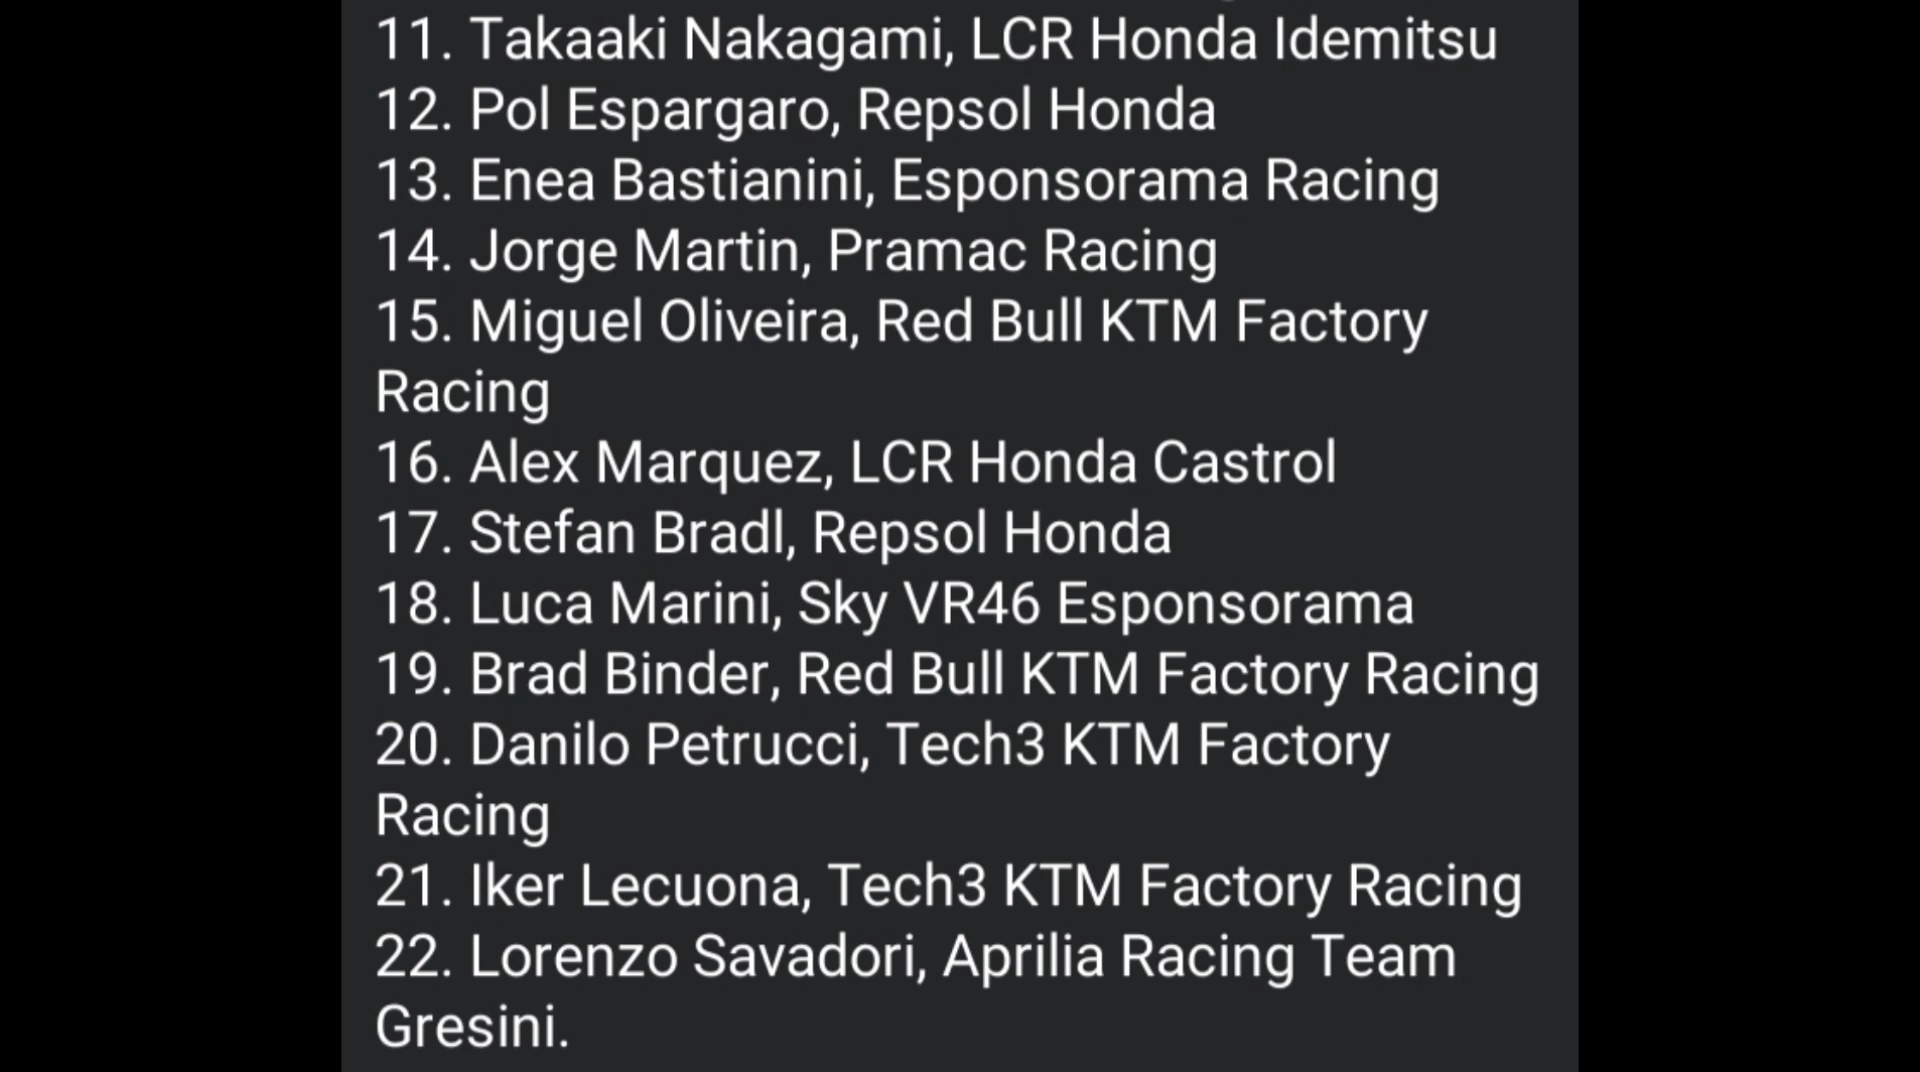 11. Takaaki Nakagami, LCR Honda Idemitsu
12. Pol Espargaro, Repsol Honda
13. Enea Bastianini, Esponsorama Racing
14. Jorge Martin, Pramac Racing
15. Miguel Oliveira, Red Bull KTM Factory
Racing
16. Alex Marquez, LCR Honda Castrol
17. Stefan Bradl, Repsol Honda
18. Luca Marini, Sky VR46 Esponsorama
19. Brad Binder, Red Bull KTM Factory Racing
20. Danilo Petrucci, Tech3 KTM Factory
Racing
21. Iker Lecuona, Tech3 KTM Factory Racing
22. Lorenzo Savadori, Aprilia Racing Team
Gresini.